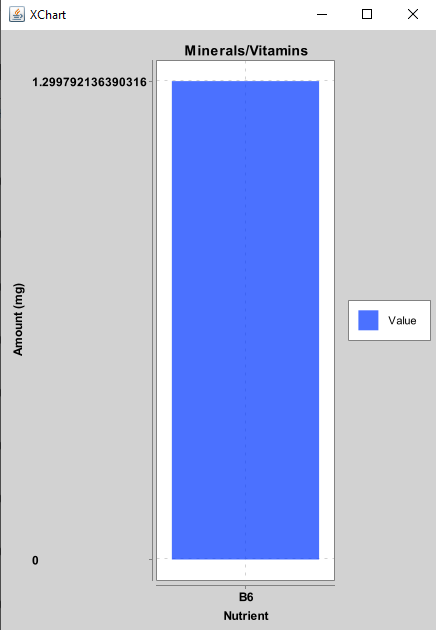 XChart
Minerals/Vitamins
1.299792136390316
Amount (mg)
Value
0
B6
Nutrient